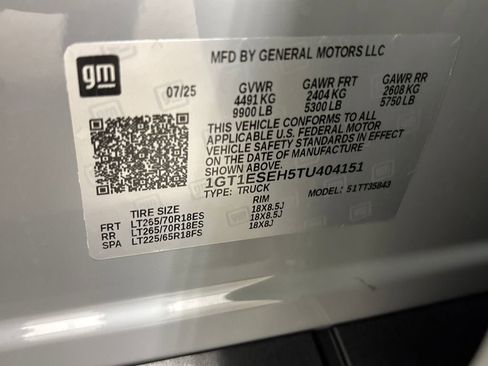 gm
MFD BY GENERAL MOTORS LLC
07/25 GVWR GAWR FRT GAWR RR
4491 KG 2404 KG 2608 KG
9900 LB 5300 LB 5750 LB
THIS VEHICLE CONFORMS TO ALL
APPLICABLE U.S. FEDERAL MOTOR
VEHICLE SAFETY STANDARDS IN EFFECT
ON THE DATE OF MANUFACTURE
SHOWN ABOVE.
1GT1ESEH5TU404151
TYPE: TRUCK MODEL: 51TT35843
TIRE SIZE RIM
FRT LT265/70R18ES 18X8.5J
RR LT265/70R18ES 18X8.5J
SPA LT225/65R18FS 18X8J